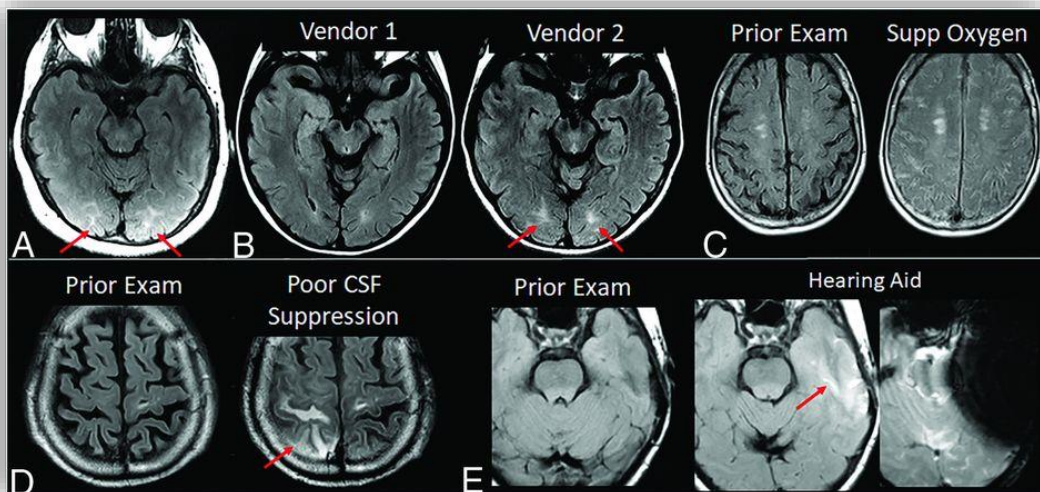 Vendor 1
Vendor 2
Prior Exam
Supp Oxygen
A
B
C
Prior Exam
Poor CSF
Suppression
Prior Exam
Hearing Aid
D
E